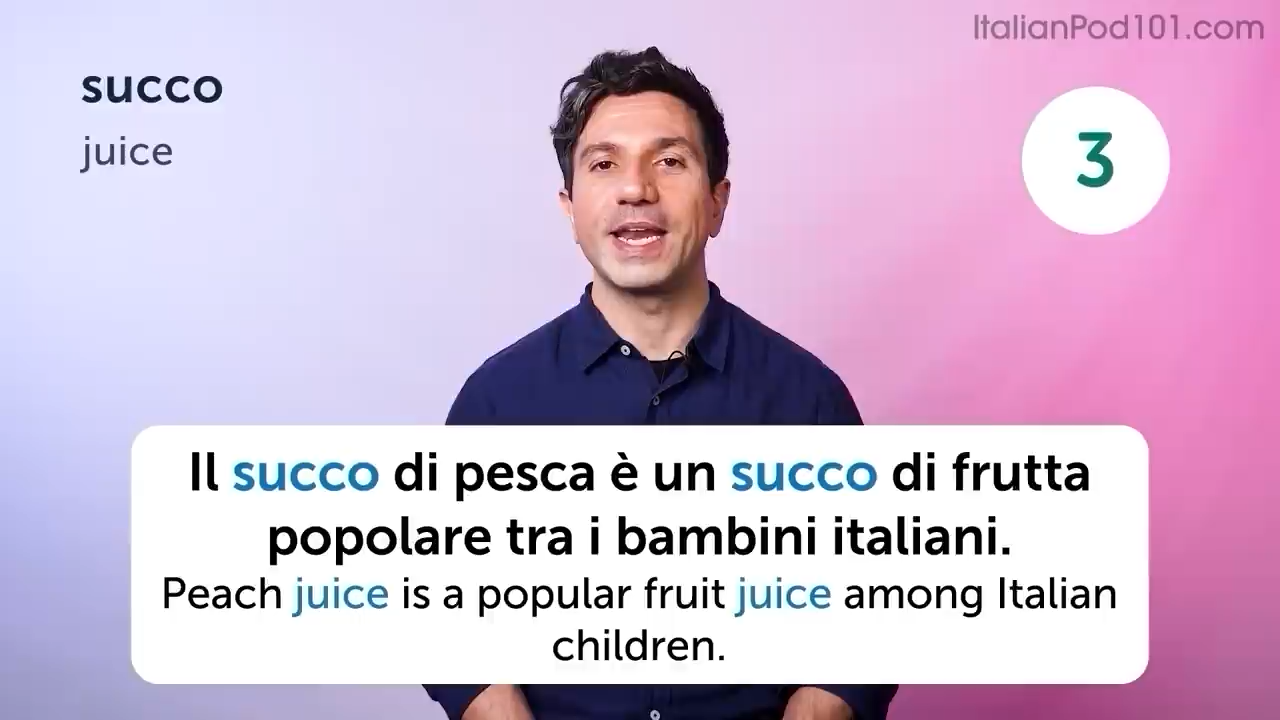 ItalianPod101.com
succo
juice
3
Il succo di pesca è un succo di frutta
popolare tra i bambini italiani.
Peach juice is a popular fruit juice among Italian
children.